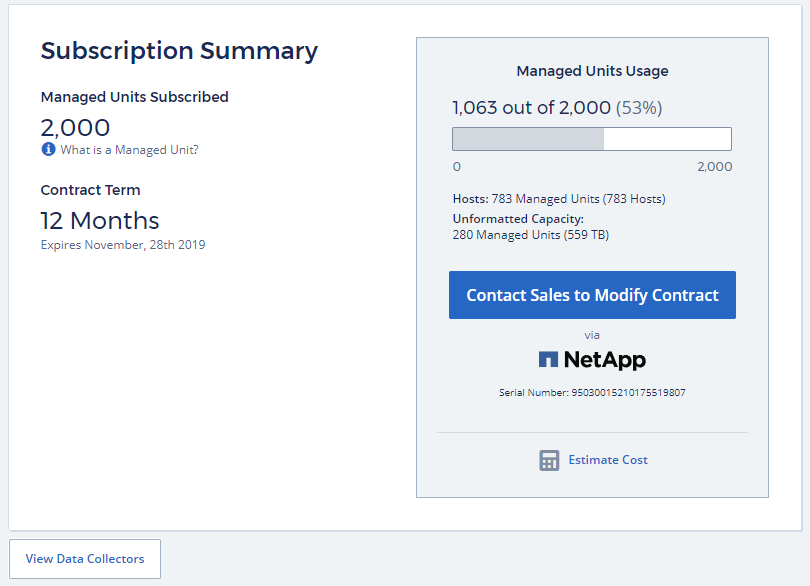 Subscription Summary
Managed Units Subscribed
2,000
What is a Managed Unit?
Contract Term
12 Months
Expires November, 28th 2019
Managed Units Usage
1,063 out of 2,000 (53%)
0 2,000
Hosts: 783 Managed Units (783 Hosts)
Unformatted Capacity:
280 Managed Units (559 TB)
Contact Sales to Modify Contract
via
NetApp
Serial Number: 95030015210175519807
Estimate Cost
View Data Collectors